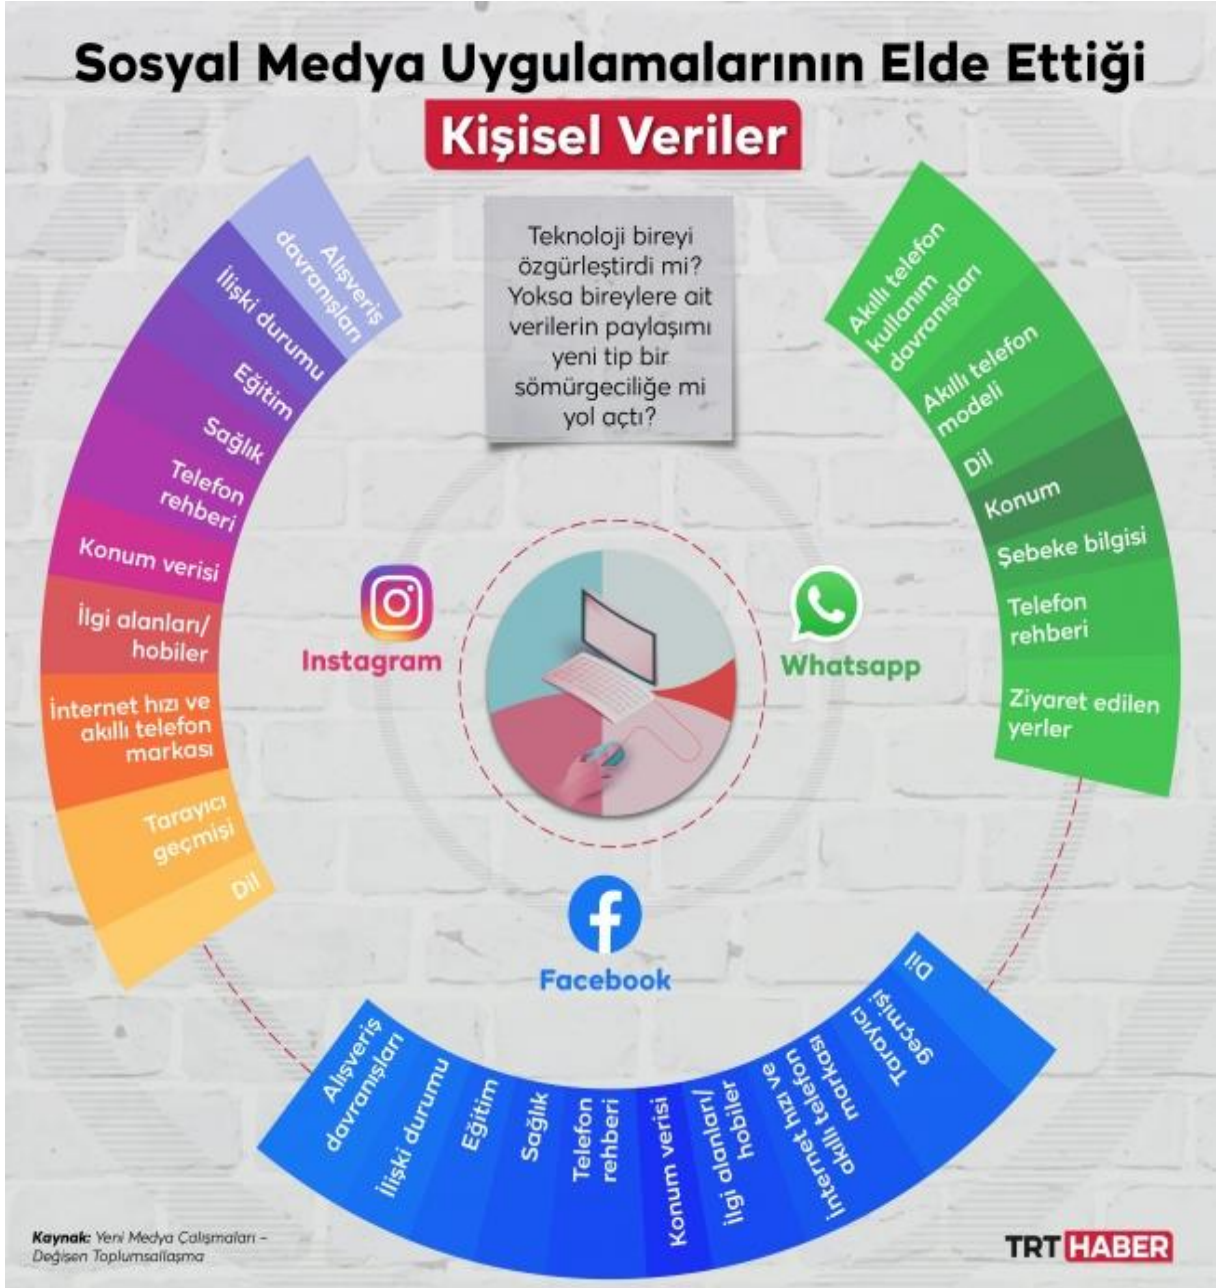 Sosyal Medya Uygulamalarının Elde Ettiği
Kişisel Veriler
Teknoloji bireyi
özgürleştirdi mi?
Yoksa bireylere ait
verilerin paylaşımı
yeni tip bir
sömürgeciliğe mi
yol açtı?
Alışveriş
davranışları
İlişki durumu
Eğitim
Sağlık
Telefon
rehberi
Konum verisi
İlgi alanları/
hobiler
İnternet hızı ve
akıllı telefon
markası
Tarayıcı
geçmişi
Dil
Instagram
Whatsapp
Akıllı telefon
kullanım
davranışları
Akıllı telefon
modeli
Dil
Konum
Şebeke bilgisi
Telefon
rehberi
Ziyaret edilen
yerler
Facebook
Alışveriş
davranışları
İlişki durumu
Eğitim
Sağlık
Telefon
rehberi
Konum verisi
İlgi alanları/
hobiler
İnternet hızı ve
akıllı telefon
markası
Tarayıcı
geçmişi
Dil
Kaynak: Yeni Medya Çalışmaları –
Değişen Toplumsallaşma
TRT HABER